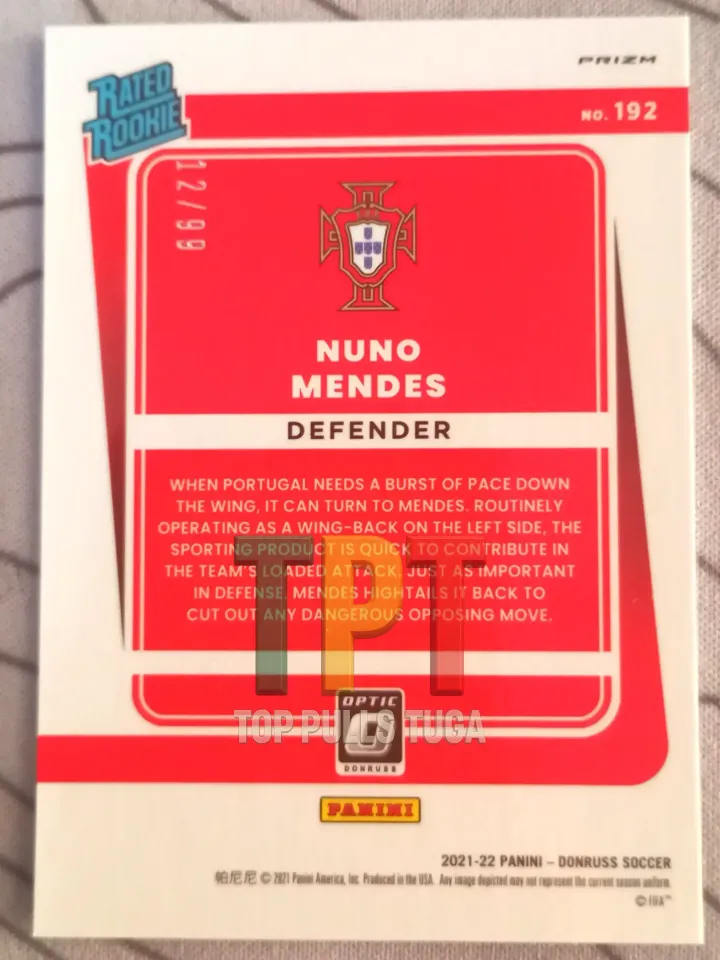 PRIZM
RATED
ROOKIE
NO. 192
12/99
NUNO
MENDES
DEFENDER
WHEN PORTUGAL NEEDS A BURST OF PACE DOWN
THE WING, IT CAN TURN TO MENDES. ROUTINELY
OPERATING AS A WING-BACK ON THE LEFT SIDE, THE
SPORTING PRODUCT IS QUICK TO CONTRIBUTE IN
THE TEAM'S LOADED ATTACK. JUST AS IMPORTANT
IN DEFENSE, MENDES HIGHTAILS IT BACK TO
CUT OUT ANY DANGEROUS OPPOSING MOVE.
TPT
TOP PULLS TUGA
OPTIC
DONRUSS
PANINI
2021-22 PANINI – DONRUSS SOCCER
帕尼尼 © 2021 Panini America, Inc. Produced in the USA. Any image depicted may not represent the current season uniform.